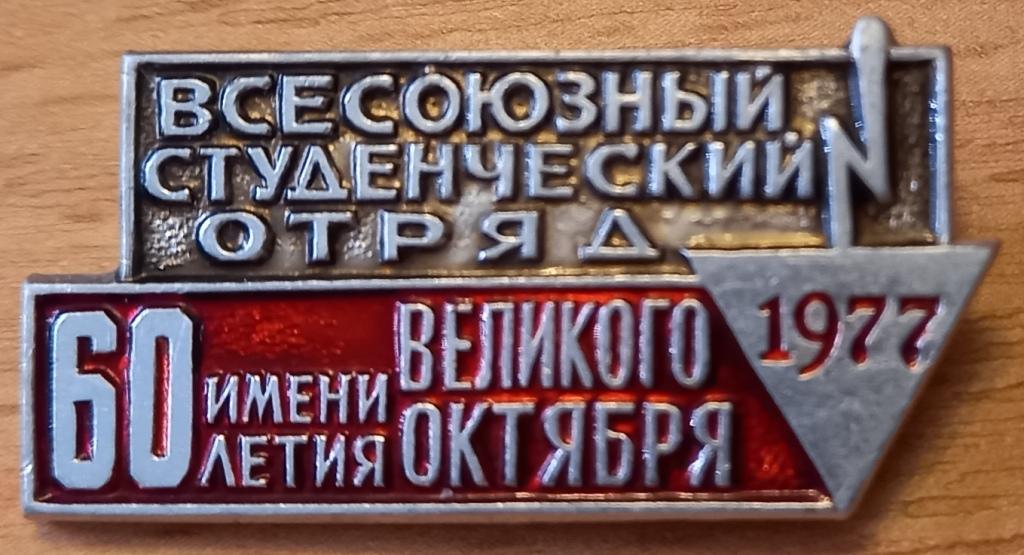 ВСЕСОЮЗНЫЙ
СТУДЕНЧЕСКИЙ
ОТРЯД
60 ИМЕНИ ВЕЛИКОГО
ЛЕТИЯ ОКТЯБРЯ
1977